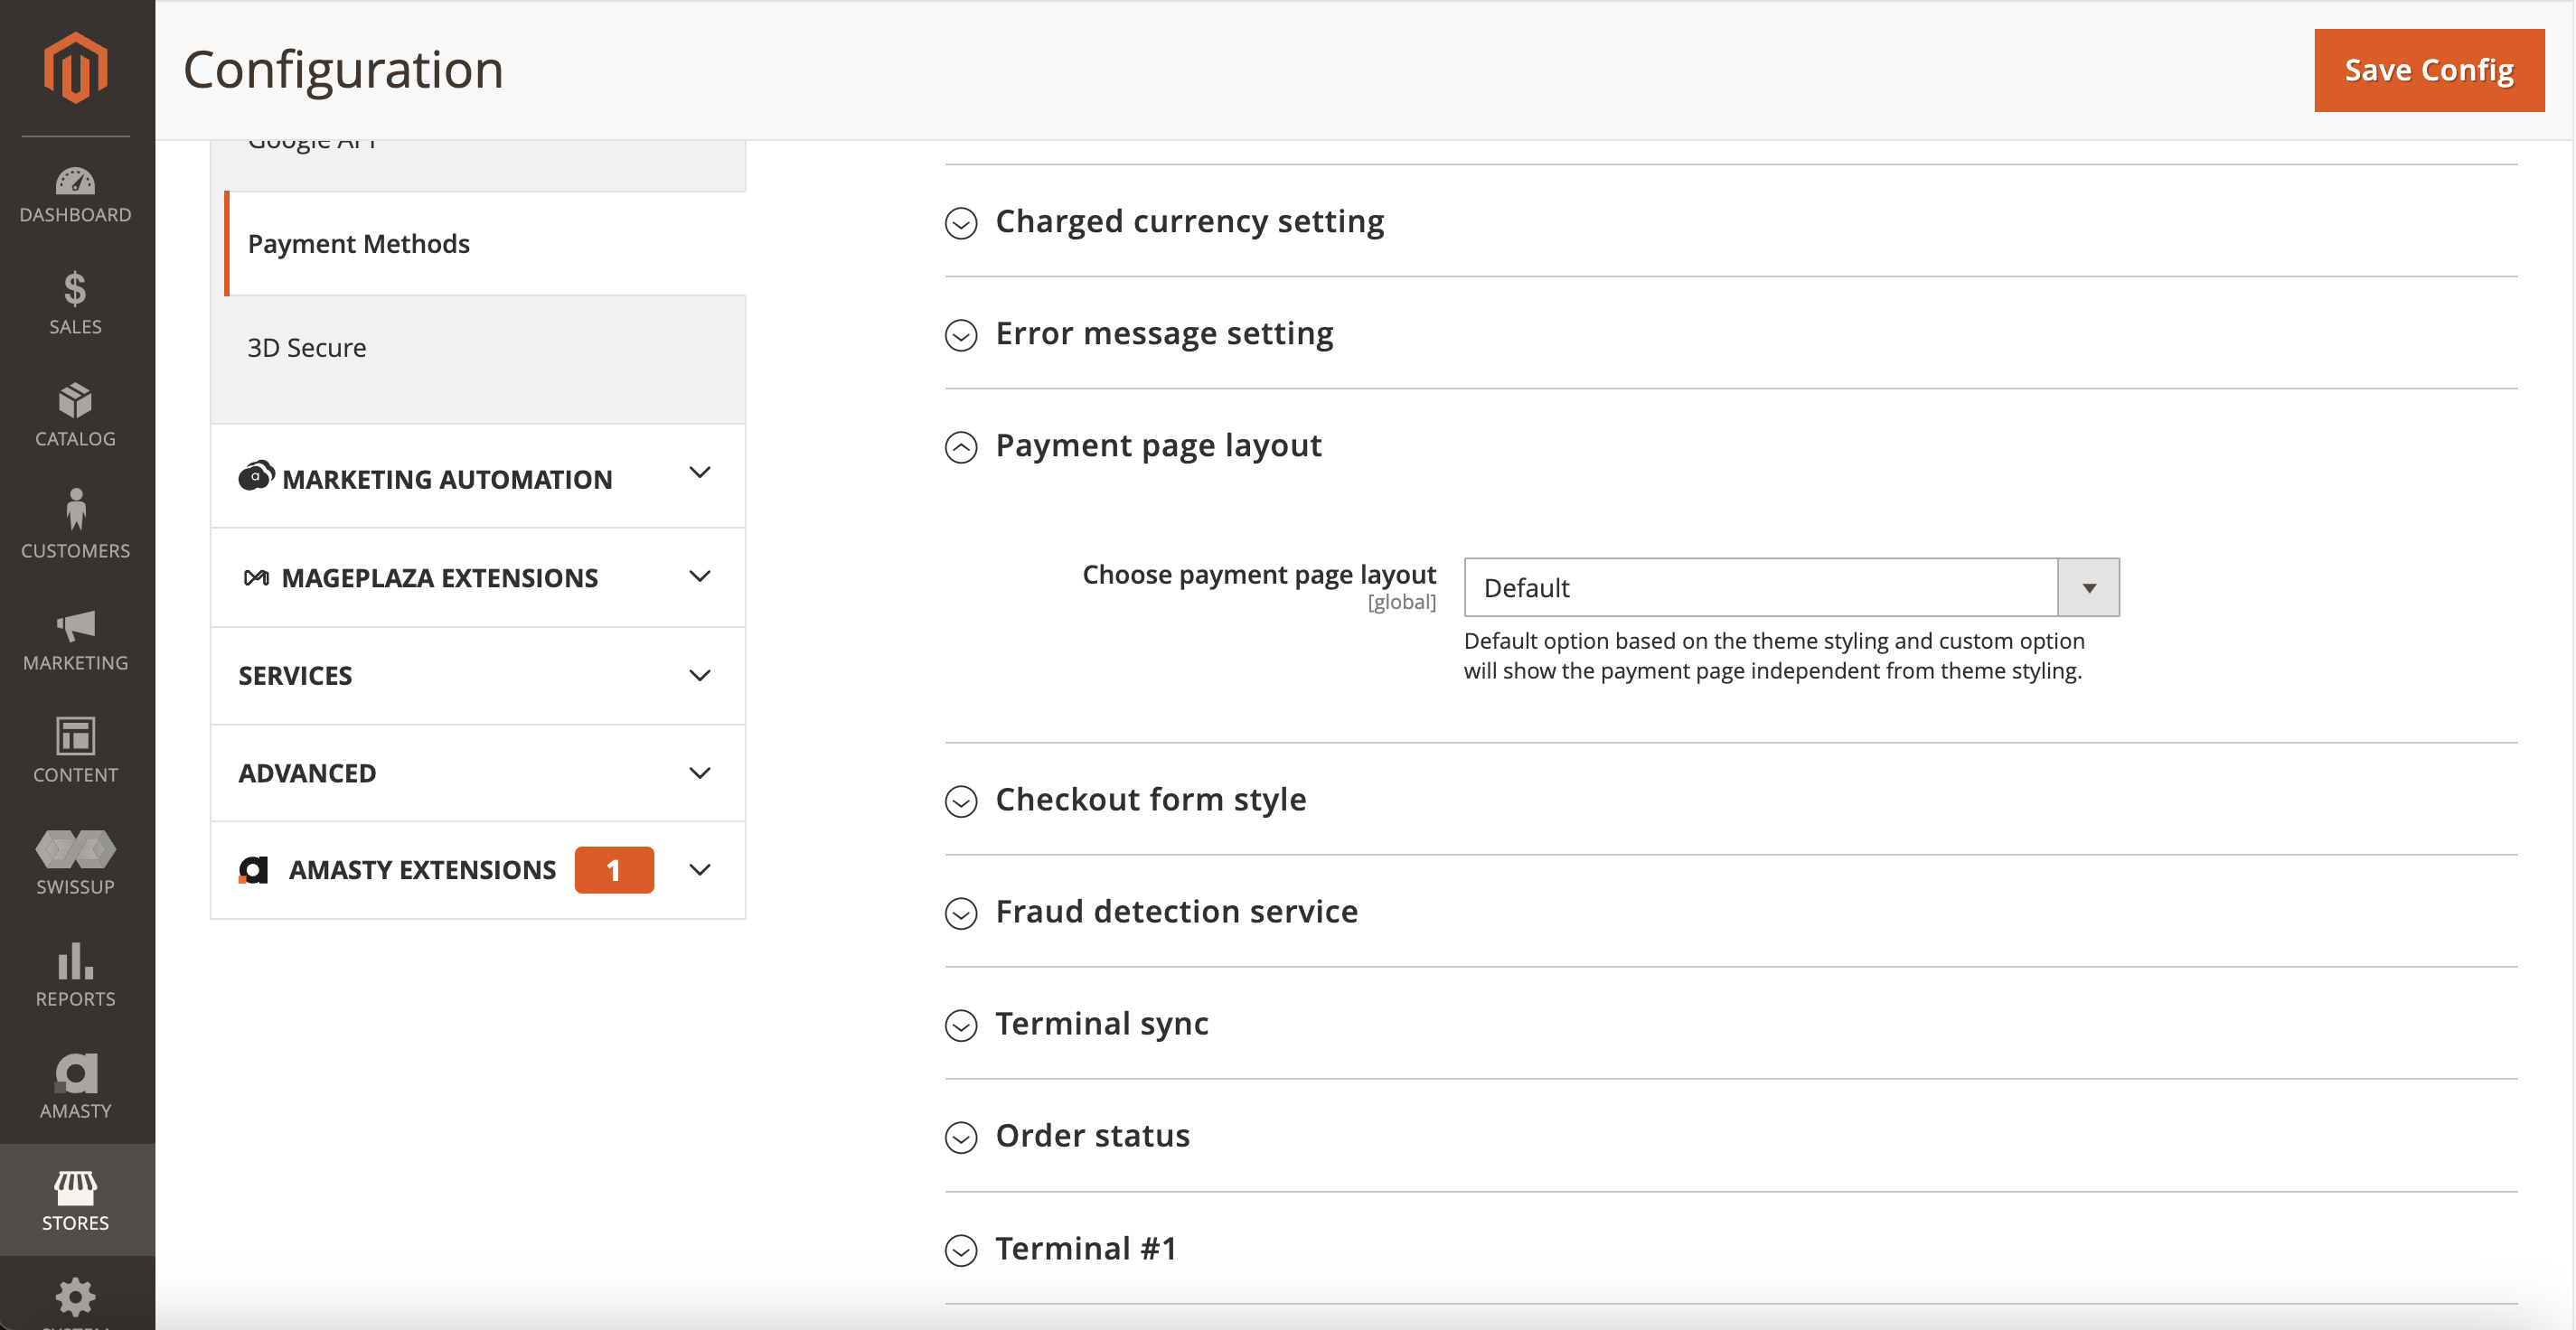 Configuration
Save Config
DASHBOARD
SALES
CATALOG
CUSTOMERS
MARKETING
CONTENT
SWISSUP
REPORTS
AMASTY
STORES
SYSTEM
Google API
Payment Methods
3D Secure
MARKETING AUTOMATION
MAGEPLAZA EXTENSIONS
SERVICES
ADVANCED
AMASTY EXTENSIONS 1
Charged currency setting
Error message setting
Payment page layout
Choose payment page layout
[global]
Default
Default option based on the theme styling and custom option
will show the payment page independent from theme styling.
Checkout form style
Fraud detection service
Terminal sync
Order status
Terminal #1